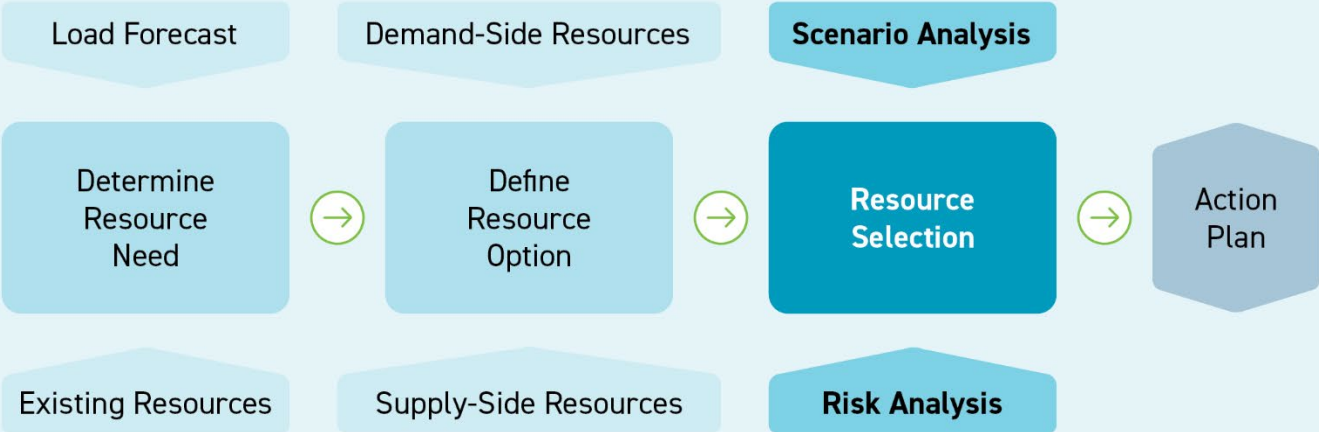 Load Forecast
Demand-Side Resources
Scenario Analysis
Determine
Resource
Need
Define
Resource
Option
Resource
Selection
Action
Plan
Existing Resources
Supply-Side Resources
Risk Analysis